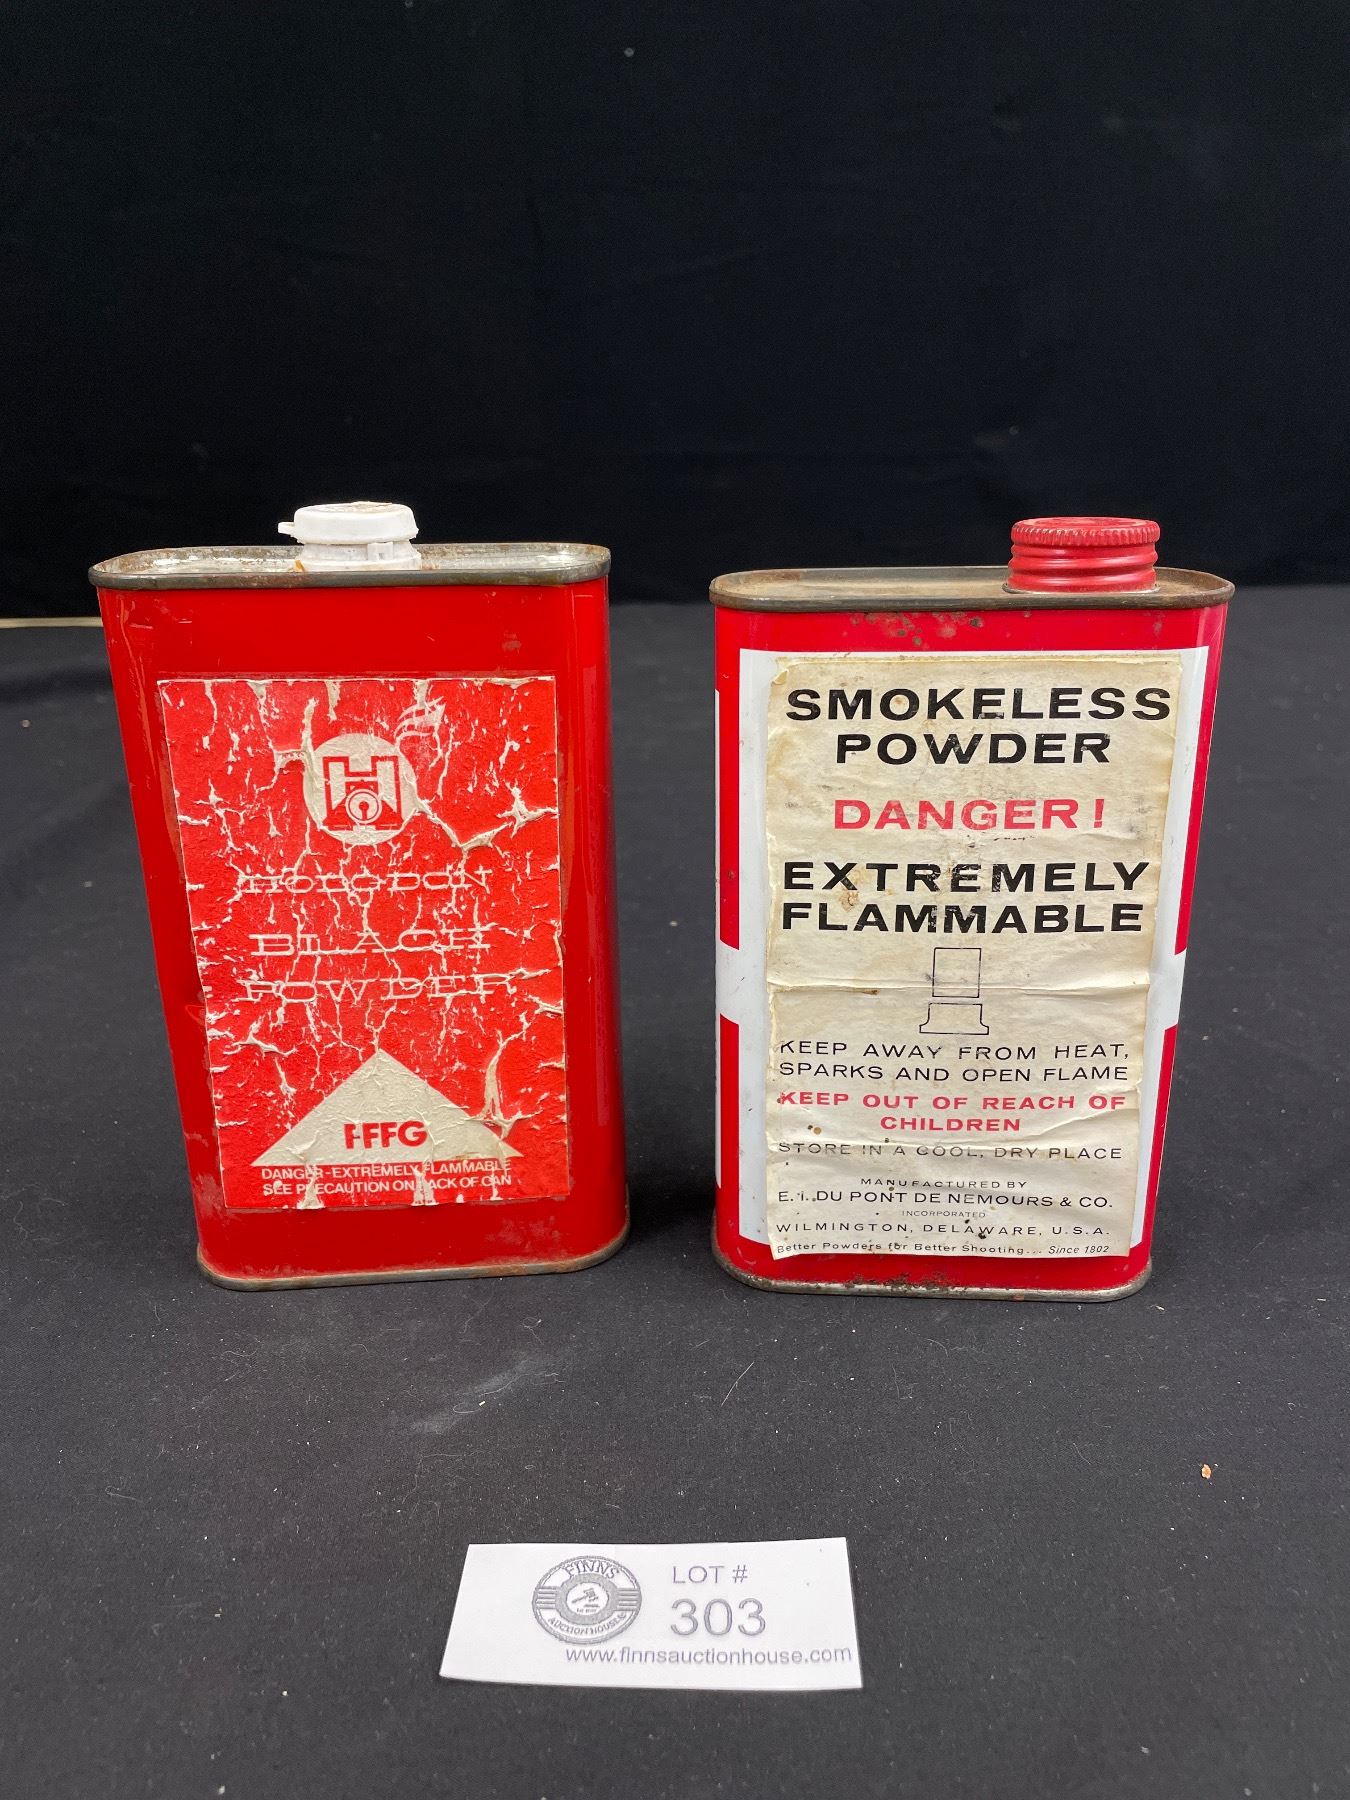 HODGDON
BLACK
POWDER
FFFG
DANGER-EXTREMELY FLAMMABLE
SEE PRECAUTION ON BACK OF CAN
SMOKELESS
POWDER
DANGER!
EXTREMELY
FLAMMABLE
KEEP AWAY FROM HEAT,
SPARKS AND OPEN FLAME
KEEP OUT OF REACH OF
CHILDREN
STORE IN A COOL, DRY PLACE
MANUFACTURED BY
E. I. DU PONT DE NEMOURS & CO.
INCORPORATED
WILMINGTON, DELAWARE, U.S.A.
Better Powders for Better Shooting... Since 1802
FINNS
AUCTION HOUSE
LOT #
303
www.finnsauctionhouse.com